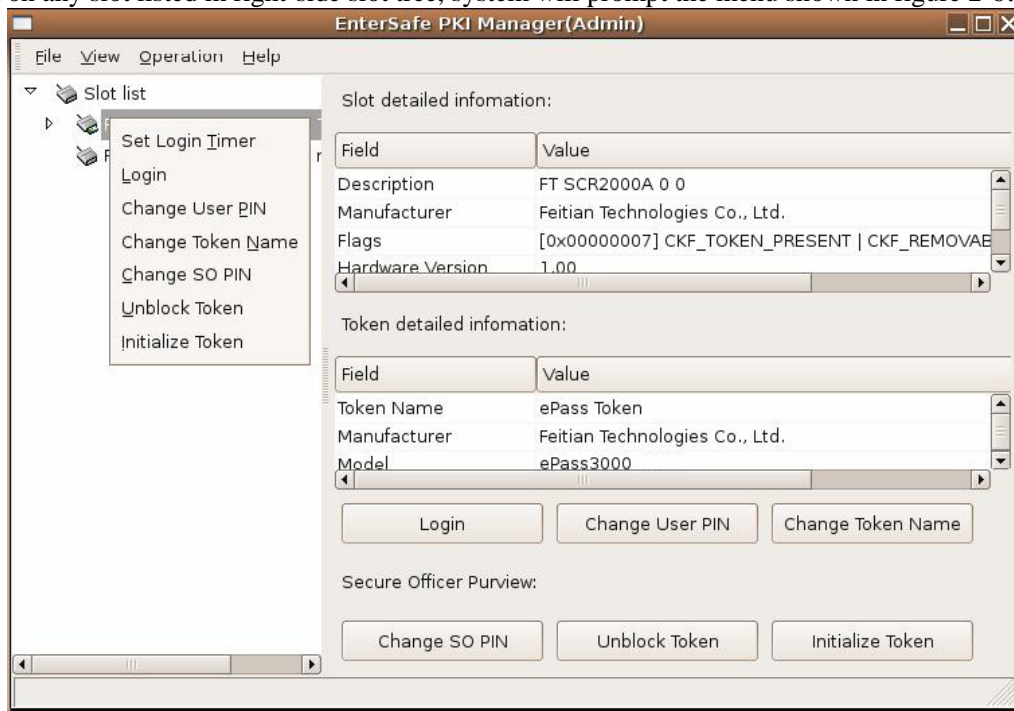 on any slot listed in right-side slot tree, system will prompt the menu shown in figure 2-6.
EnterSafe PKI Manager(Admin)
File View Operation Help
Slot list
Set Login Timer
Login
Change User PIN
Change Token Name
Change SO PIN
Unblock Token
Initialize Token
Slot detailed infomation:
Field Value
Description FT SCR2000A 0 0
Manufacturer Feitian Technologies Co., Ltd.
Flags [0x00000007] CKF_TOKEN_PRESENT | CKF_REMOVAB
Hardware Version 1.00
Token detailed infomation:
Field Value
Token Name ePass Token
Manufacturer Feitian Technologies Co., Ltd.
Model ePass3000
Login Change User PIN Change Token Name
Secure Officer Purview:
Change SO PIN Unblock Token Initialize Token